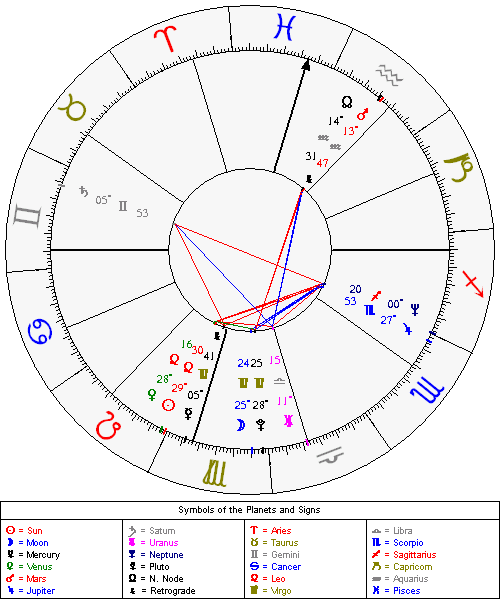 ♓
♈
♒
♉
♑
♊
♐
♋
♏
♌
♍
♎
☊ 14° ♒ 31
♂ 13° ♒ 47 ℞
♄ 05° ♊ 53
♆ 00° ♐ 20
♃ 27° ♏ 53
♀ 28° ♌ 16
☉ 29° ♌ 30
☿ 05° ♍ 41 ℞
☽ 25° ♍ 24
♇ 28° ♍ 25
♅ 11° ♎ 15
Symbols of the Planets and Signs
☉ = Sun
☽ = Moon
☿ = Mercury
♀ = Venus
♂ = Mars
♃ = Jupiter
♄ = Saturn
♅ = Uranus
♆ = Neptune
♇ = Pluto
☊ = N. Node
℞ = Retrograde
♈ = Aries
♉ = Taurus
♊ = Gemini
♋ = Cancer
♌ = Leo
♍ = Virgo
♎ = Libra
♏ = Scorpio
♐ = Sagittarius
♑ = Capricorn
♒ = Aquarius
♓ = Pisces